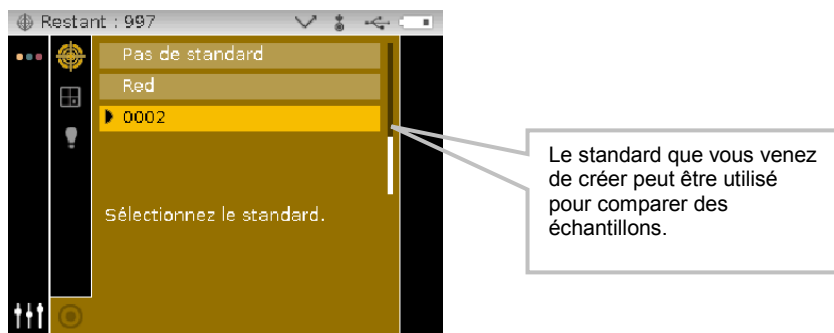 Restant : 997
Pas de standard
Red
0002
Sélectionnez le standard.
Le standard que vous venez
de créer peut être utilisé
pour comparer des
échantillons.